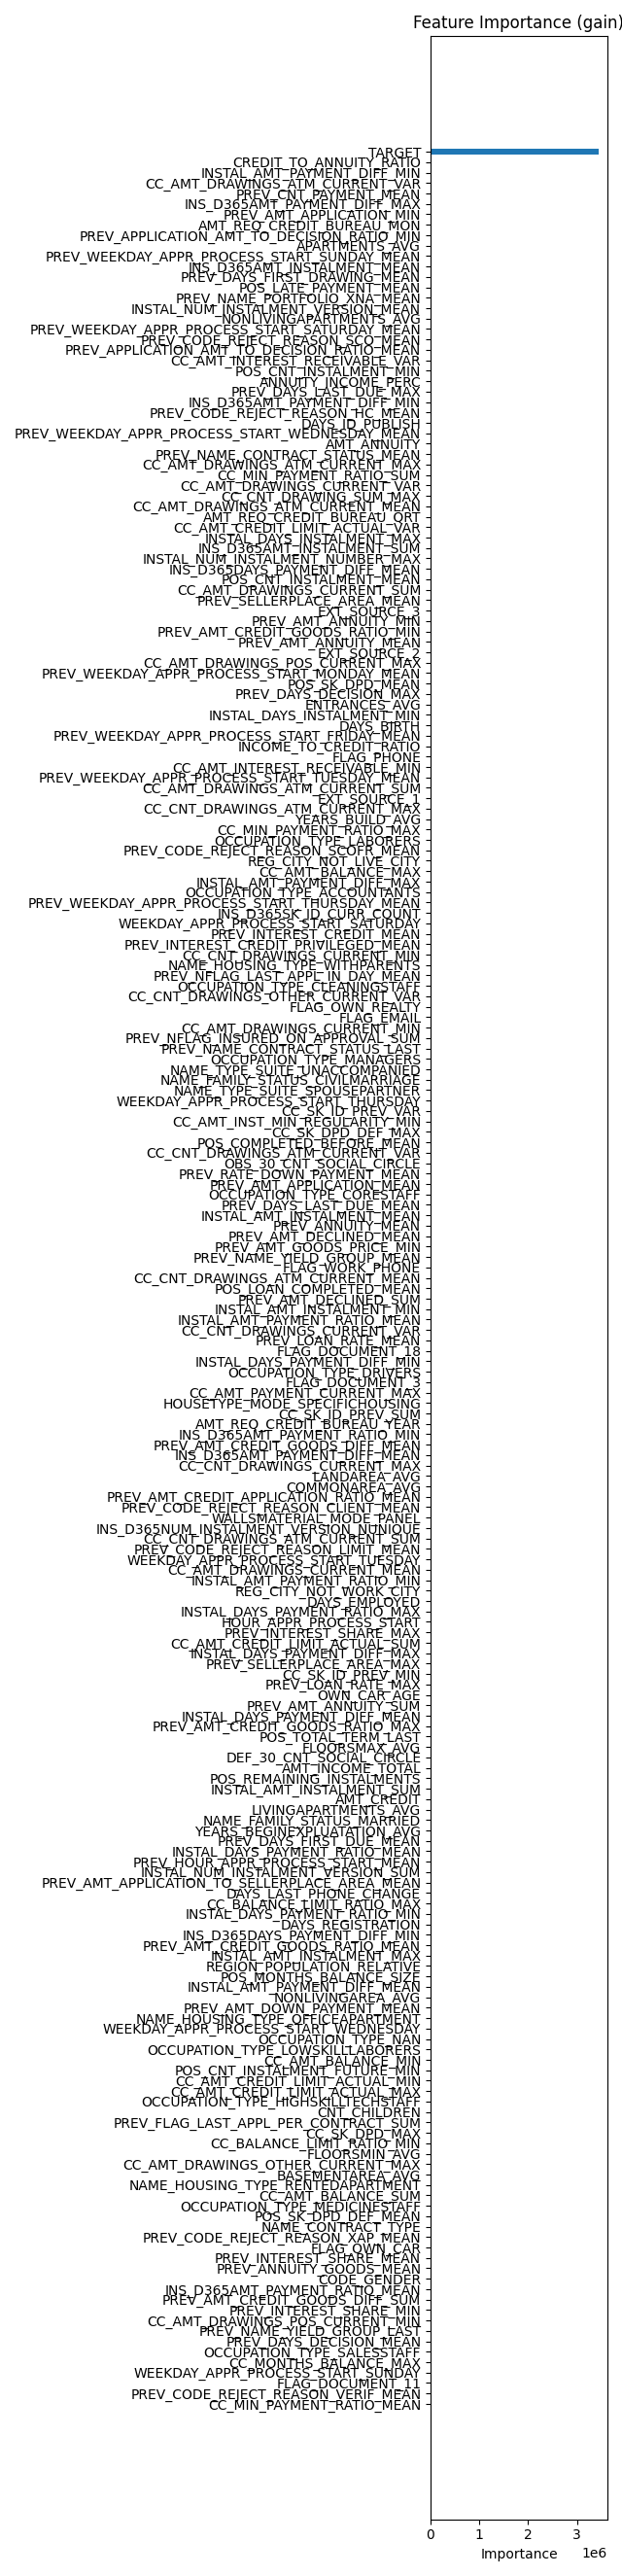 Feature Importance (gain)
TARGET
CREDIT_TO_ANNUITY_RATIO
INSTAL_AMT_PAYMENT_DIFF_MIN
CC_AMT_DRAWINGS_ATM_CURRENT_VAR
PREV_CNT_PAYMENT_MEAN
INS_D365AMT_PAYMENT_DIFF_MAX
PREV_AMT_APPLICATION_MIN
AMT_REQ_CREDIT_BUREAU_MON
PREV_APPLICATION_AMT_TO_DECISION_RATIO_MIN
APARTMENTS_AVG
PREV_WEEKDAY_APPR_PROCESS_START_SUNDAY_MEAN
INS_D365AMT_INSTALMENT_MEAN
PREV_DAYS_FIRST_DRAWING_MEAN
POS_LATE_PAYMENT_MEAN
PREV_NAME_PORTFOLIO_XNA_MEAN
INSTAL_NUM_INSTALMENT_VERSION_MEAN
NONLIVINGAPARTMENTS_AVG
PREV_WEEKDAY_APPR_PROCESS_START_SATURDAY_MEAN
PREV_CODE_REJECT_REASON_SCO_MEAN
PREV_APPLICATION_AMT_TO_DECISION_RATIO_MEAN
CC_AMT_INTEREST_RECEIVABLE_VAR
POS_CNT_INSTALMENT_MIN
ANNUITY_INCOME_PERC
PREV_DAYS_LAST_DUE_MAX
INS_D365AMT_PAYMENT_DIFF_MIN
PREV_CODE_REJECT_REASON_HC_MEAN
DAYS_ID_PUBLISH
PREV_WEEKDAY_APPR_PROCESS_START_WEDNESDAY_MEAN
AMT_ANNUITY
PREV_NAME_CONTRACT_STATUS_MEAN
CC_AMT_DRAWINGS_ATM_CURRENT_MAX
CC_MIN_PAYMENT_RATIO_SUM
CC_AMT_DRAWINGS_CURRENT_VAR
CC_CNT_DRAWING_SUM_MAX
CC_AMT_DRAWINGS_ATM_CURRENT_MEAN
AMT_REQ_CREDIT_BUREAU_QRT
CC_AMT_CREDIT_LIMIT_ACTUAL_VAR
INSTAL_DAYS_INSTALMENT_MAX
INS_D365AMT_INSTALMENT_SUM
INSTAL_NUM_INSTALMENT_NUMBER_MAX
INS_D365DAYS_PAYMENT_DIFF_MEAN
POS_CNT_INSTALMENT_MEAN
CC_AMT_DRAWINGS_CURRENT_SUM
PREV_SELLERPLACE_AREA_MEAN
EXT_SOURCE_3
PREV_AMT_ANNUITY_MIN
PREV_AMT_CREDIT_GOODS_RATIO_MIN
PREV_AMT_ANNUITY_MEAN
EXT_SOURCE_2
CC_AMT_DRAWINGS_POS_CURRENT_MAX
PREV_WEEKDAY_APPR_PROCESS_START_MONDAY_MEAN
POS_SK_DPD_MEAN
PREV_DAYS_DECISION_MAX
ENTRANCES_AVG
INSTAL_DAYS_INSTALMENT_MIN
DAYS_BIRTH
PREV_WEEKDAY_APPR_PROCESS_START_FRIDAY_MEAN
INCOME_TO_CREDIT_RATIO
FLAG_PHONE
CC_AMT_INTEREST_RECEIVABLE_MIN
PREV_WEEKDAY_APPR_PROCESS_START_TUESDAY_MEAN
CC_AMT_DRAWINGS_ATM_CURRENT_SUM
EXT_SOURCE_1
CC_CNT_DRAWINGS_ATM_CURRENT_MAX
YEARS_BUILD_AVG
CC_MIN_PAYMENT_RATIO_MAX
OCCUPATION_TYPE_LABORERS
PREV_CODE_REJECT_REASON_SCOFR_MEAN
REG_CITY_NOT_LIVE_CITY
CC_AMT_BALANCE_MAX
INSTAL_AMT_PAYMENT_DIFF_MAX
OCCUPATION_TYPE_ACCOUNTANTS
PREV_WEEKDAY_APPR_PROCESS_START_THURSDAY_MEAN
INS_D365SK_ID_CURR_COUNT
WEEKDAY_APPR_PROCESS_START_SATURDAY
PREV_INTEREST_CREDIT_MEAN
PREV_INTEREST_CREDIT_PRIVILEGED_MEAN
CC_CNT_DRAWINGS_CURRENT_MIN
NAME_HOUSING_TYPE_WITHPARENTS
PREV_NFLAG_LAST_APPL_IN_DAY_MEAN
OCCUPATION_TYPE_CLEANINGSTAFF
CC_CNT_DRAWINGS_OTHER_CURRENT_VAR
FLAG_OWN_REALTY
FLAG_EMAIL
CC_AMT_DRAWINGS_CURRENT_MIN
PREV_NFLAG_INSURED_ON_APPROVAL_SUM
PREV_NAME_CONTRACT_STATUS_LAST
OCCUPATION_TYPE_MANAGERS
NAME_TYPE_SUITE_UNACCOMPANIED
NAME_FAMILY_STATUS_CIVILMARRIAGE
NAME_TYPE_SUITE_SPOUSEPARTNER
WEEKDAY_APPR_PROCESS_START_THURSDAY
CC_SK_ID_PREV_VAR
CC_AMT_INST_MIN_REGULARITY_MIN
CC_SK_DPD_DEF_MAX
POS_COMPLETED_BEFORE_MEAN
CC_CNT_DRAWINGS_ATM_CURRENT_VAR
OBS_30_CNT_SOCIAL_CIRCLE
PREV_RATE_DOWN_PAYMENT_MEAN
PREV_AMT_APPLICATION_MEAN
OCCUPATION_TYPE_CORESTAFF
PREV_DAYS_LAST_DUE_MEAN
INSTAL_AMT_INSTALMENT_MEAN
PREV_ANNUITY_MEAN
PREV_AMT_DECLINED_MEAN
PREV_AMT_GOODS_PRICE_MIN
PREV_NAME_YIELD_GROUP_MEAN
FLAG_WORK_PHONE
CC_CNT_DRAWINGS_ATM_CURRENT_MEAN
POS_LOAN_COMPLETED_MEAN
PREV_AMT_DECLINED_SUM
INSTAL_AMT_INSTALMENT_MIN
INSTAL_AMT_PAYMENT_RATIO_MEAN
CC_CNT_DRAWINGS_CURRENT_VAR
PREV_LOAN_RATE_MEAN
FLAG_DOCUMENT_18
INSTAL_DAYS_PAYMENT_DIFF_MIN
OCCUPATION_TYPE_DRIVERS
FLAG_DOCUMENT_3
CC_AMT_PAYMENT_CURRENT_MAX
HOUSETYPE_MODE_SPECIFICHOUSING
CC_SK_ID_PREV_SUM
AMT_REQ_CREDIT_BUREAU_YEAR
INS_D365AMT_PAYMENT_RATIO_MIN
PREV_AMT_CREDIT_GOODS_DIFF_MEAN
INS_D365AMT_PAYMENT_DIFF_MEAN
CC_CNT_DRAWINGS_CURRENT_MAX
LANDAREA_AVG
COMMONAREA_AVG
PREV_AMT_CREDIT_APPLICATION_RATIO_MEAN
PREV_CODE_REJECT_REASON_CLIENT_MEAN
WALLSMATERIAL_MODE_PANEL
INS_D365NUM_INSTALMENT_VERSION_NUNIQUE
CC_CNT_DRAWINGS_ATM_CURRENT_SUM
PREV_CODE_REJECT_REASON_LIMIT_MEAN
WEEKDAY_APPR_PROCESS_START_TUESDAY
CC_AMT_DRAWINGS_CURRENT_MEAN
INSTAL_AMT_PAYMENT_RATIO_MIN
REG_CITY_NOT_WORK_CITY
DAYS_EMPLOYED
INSTAL_DAYS_PAYMENT_RATIO_MAX
HOUR_APPR_PROCESS_START
PREV_INTEREST_SHARE_MAX
CC_AMT_CREDIT_LIMIT_ACTUAL_SUM
INSTAL_DAYS_PAYMENT_DIFF_MAX
PREV_SELLERPLACE_AREA_MAX
CC_SK_ID_PREV_MIN
PREV_LOAN_RATE_MAX
OWN_CAR_AGE
PREV_AMT_ANNUITY_SUM
INSTAL_DAYS_PAYMENT_DIFF_MEAN
PREV_AMT_CREDIT_GOODS_RATIO_MAX
POS_TOTAL_TERM_LAST
FLOORSMAX_AVG
DEF_30_CNT_SOCIAL_CIRCLE
AMT_INCOME_TOTAL
POS_REMAINING_INSTALMENTS
INSTAL_AMT_INSTALMENT_SUM
AMT_CREDIT
LIVINGAPARTMENTS_AVG
NAME_FAMILY_STATUS_MARRIED
YEARS_BEGINEXPLUATATION_AVG
PREV_DAYS_FIRST_DUE_MEAN
INSTAL_DAYS_PAYMENT_RATIO_MEAN
PREV_HOUR_APPR_PROCESS_START_MEAN
INSTAL_NUM_INSTALMENT_VERSION_SUM
PREV_AMT_APPLICATION_TO_SELLERPLACE_AREA_MEAN
DAYS_LAST_PHONE_CHANGE
CC_BALANCE_LIMIT_RATIO_MAX
INSTAL_DAYS_PAYMENT_RATIO_MIN
DAYS_REGISTRATION
INS_D365DAYS_PAYMENT_DIFF_MIN
PREV_AMT_CREDIT_GOODS_RATIO_MEAN
INSTAL_AMT_INSTALMENT_MAX
REGION_POPULATION_RELATIVE
POS_MONTHS_BALANCE_SIZE
INSTAL_AMT_PAYMENT_DIFF_MEAN
NONLIVINGAREA_AVG
PREV_AMT_DOWN_PAYMENT_MEAN
NAME_HOUSING_TYPE_OFFICEAPARTMENT
WEEKDAY_APPR_PROCESS_START_WEDNESDAY
OCCUPATION_TYPE_NAN
OCCUPATION_TYPE_LOWSKILLLABORERS
CC_AMT_BALANCE_MIN
POS_CNT_INSTALMENT_FUTURE_MIN
CC_AMT_CREDIT_LIMIT_ACTUAL_MIN
CC_AMT_CREDIT_LIMIT_ACTUAL_MAX
OCCUPATION_TYPE_HIGHSKILLTECHSTAFF
CNT_CHILDREN
PREV_FLAG_LAST_APPL_PER_CONTRACT_SUM
CC_SK_DPD_MAX
CC_BALANCE_LIMIT_RATIO_MIN
FLOORSMIN_AVG
CC_AMT_DRAWINGS_OTHER_CURRENT_MAX
BASEMENTAREA_AVG
NAME_HOUSING_TYPE_RENTEDAPARTMENT
CC_AMT_BALANCE_SUM
OCCUPATION_TYPE_MEDICINESTAFF
POS_SK_DPD_DEF_MEAN
NAME_CONTRACT_TYPE
PREV_CODE_REJECT_REASON_XAP_MEAN
FLAG_OWN_CAR
PREV_INTEREST_SHARE_MEAN
PREV_ANNUITY_GOODS_MEAN
CODE_GENDER
INS_D365AMT_PAYMENT_RATIO_MEAN
PREV_AMT_CREDIT_GOODS_DIFF_SUM
PREV_INTEREST_SHARE_MIN
CC_AMT_DRAWINGS_POS_CURRENT_MIN
PREV_NAME_YIELD_GROUP_LAST
PREV_DAYS_DECISION_MEAN
OCCUPATION_TYPE_SALESSTAFF
CC_MONTHS_BALANCE_MAX
WEEKDAY_APPR_PROCESS_START_SUNDAY
FLAG_DOCUMENT_11
PREV_CODE_REJECT_REASON_VERIF_MEAN
CC_MIN_PAYMENT_RATIO_MEAN
0 1 2 3
Importance 1e6